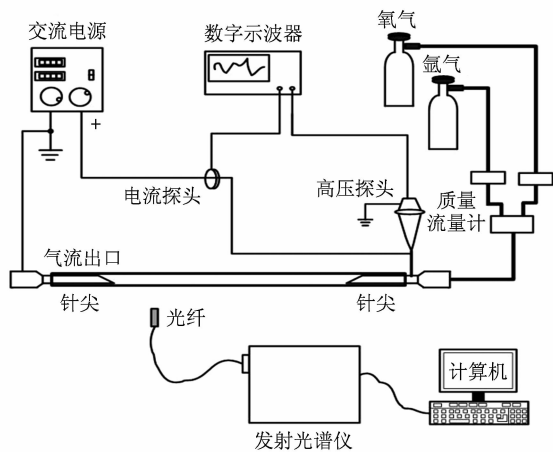 交流电源
数字示波器
氧气
氩气
+
电流探头
高压探头
质量
流量计
气流出口
针尖
针尖
光纤
计算机
发射光谱仪